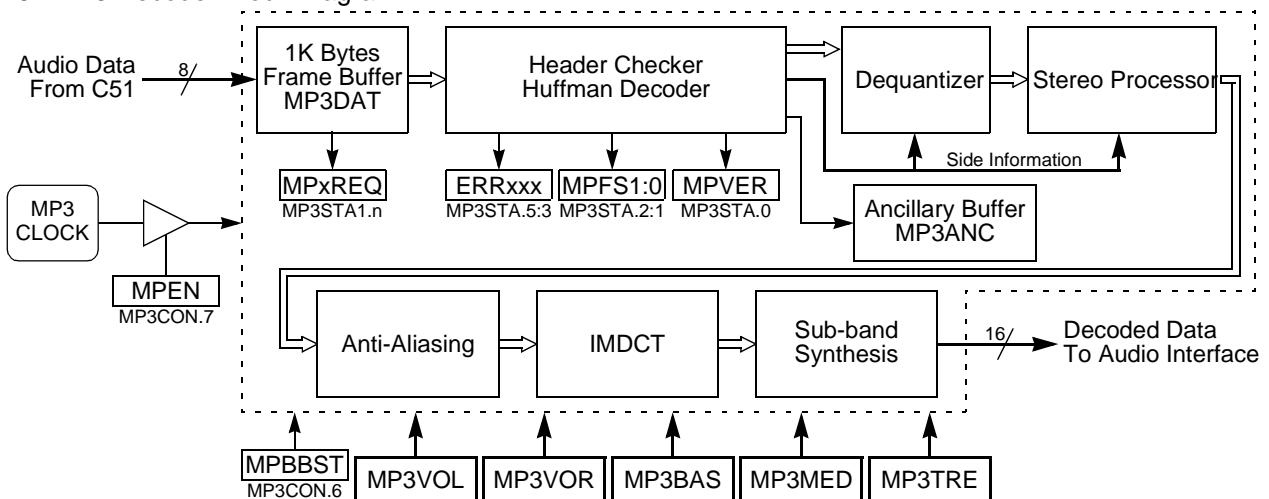 Audio Data
From C51
8
1K Bytes
Frame Buffer
MP3DAT
Header Checker
Huffman Decoder
Dequantizer
Stereo Processor
Side Information
MPxREQ
MP3STA1.n
ERRxxx
MP3STA.5:3
MPFS1:0
MP3STA.2:1
MPVER
MP3STA.0
Ancillary Buffer
MP3ANC
MP3
CLOCK
MPEN
MP3CON.7
Anti-Aliasing
IMDCT
Sub-band
Synthesis
16
Decoded Data
To Audio Interface
MPBBST
MP3CON.6
MP3VOL
MP3VOR
MP3BAS
MP3MED
MP3TRE